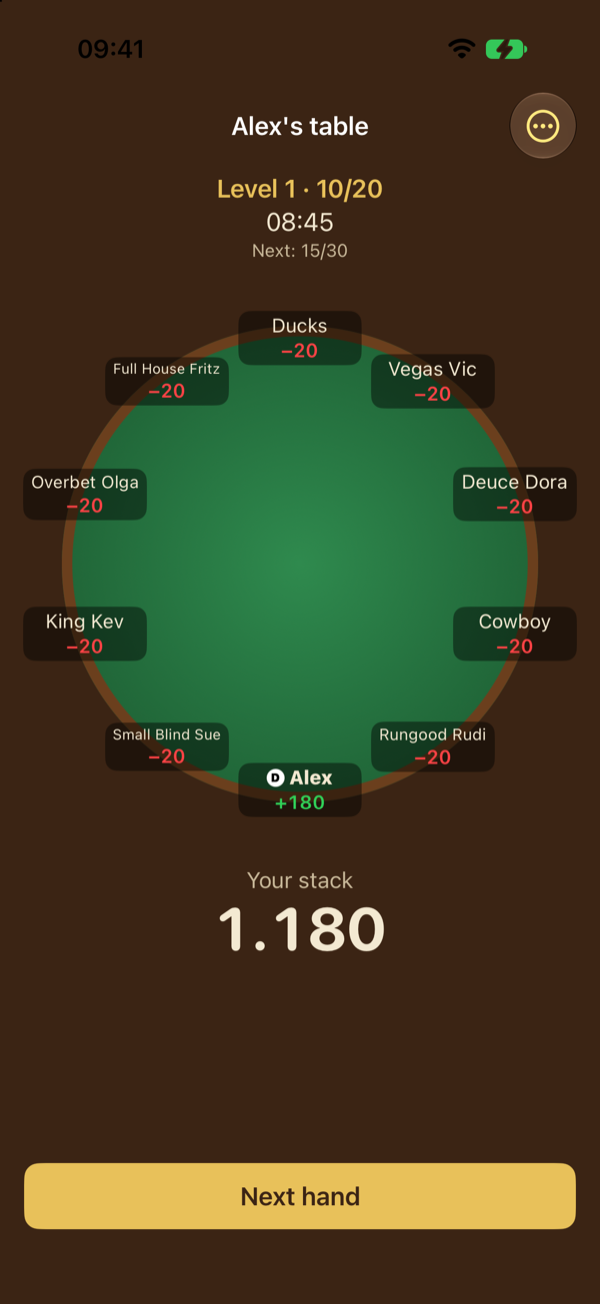 09:41
Alex's table
Level 1 · 10/20
08:45
Next: 15/30
Ducks
−20
Full House Fritz
−20
Vegas Vic
−20
Overbet Olga
−20
Deuce Dora
−20
King Kev
−20
Cowboy
−20
Small Blind Sue
−20
Rungood Rudi
−20
D Alex
+180
Your stack
1.180
Next hand